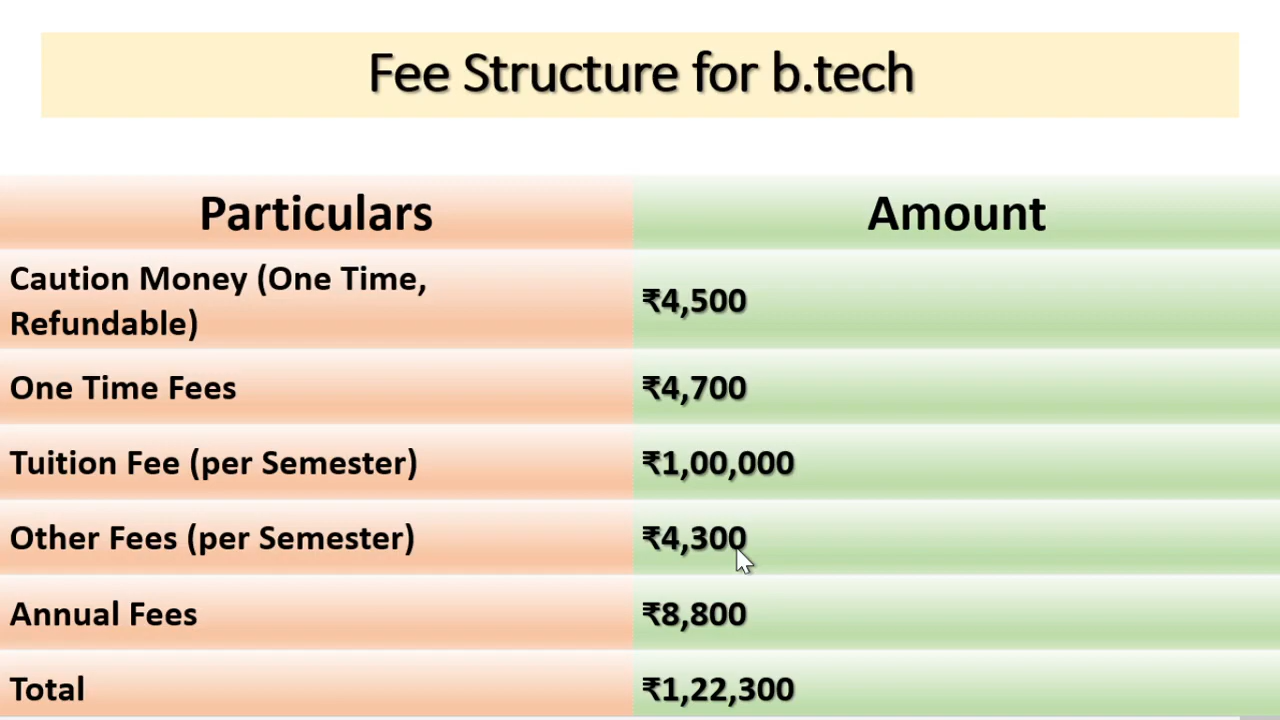 Fee Structure for b.tech
Particulars Amount
Caution Money (One Time,
Refundable) ₹4,500
One Time Fees ₹4,700
Tuition Fee (per Semester) ₹1,00,000
Other Fees (per Semester) ₹4,300
Annual Fees ₹8,800
Total ₹1,22,300